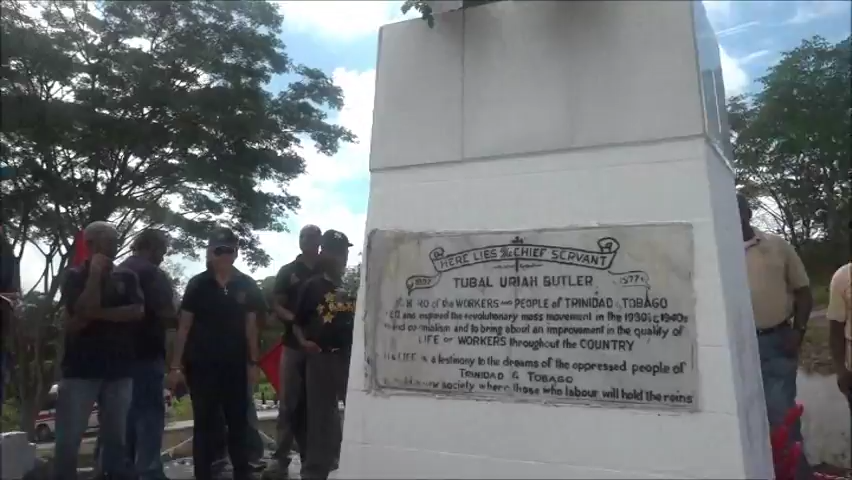 HERE LIES the CHIEF SERVANT
1897 1977
TUBAL URIAH BUTLER
HERO of the WORKERS and PEOPLE of TRINIDAD TOBAGO
and inspired the revolutionary mass movement in the 1930s & 1940s
and colonialism and to bring about an improvement in the quality of
LIFE of WORKERS throughout the COUNTRY
LIFE is a testimony to the dreams of the oppressed people of
TRINIDAD & TOBAGO
society where those who labour will hold the reins